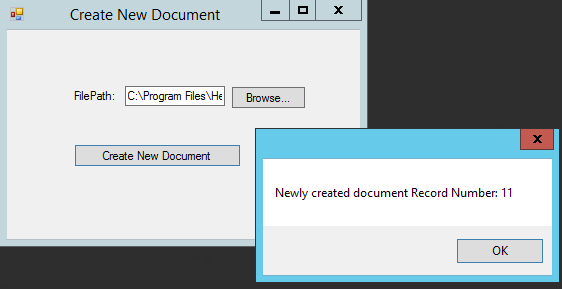 Create New Document
FilePath: C:\Program Files\He Browse...
Create New Document
Newly created document Record Number: 11
OK